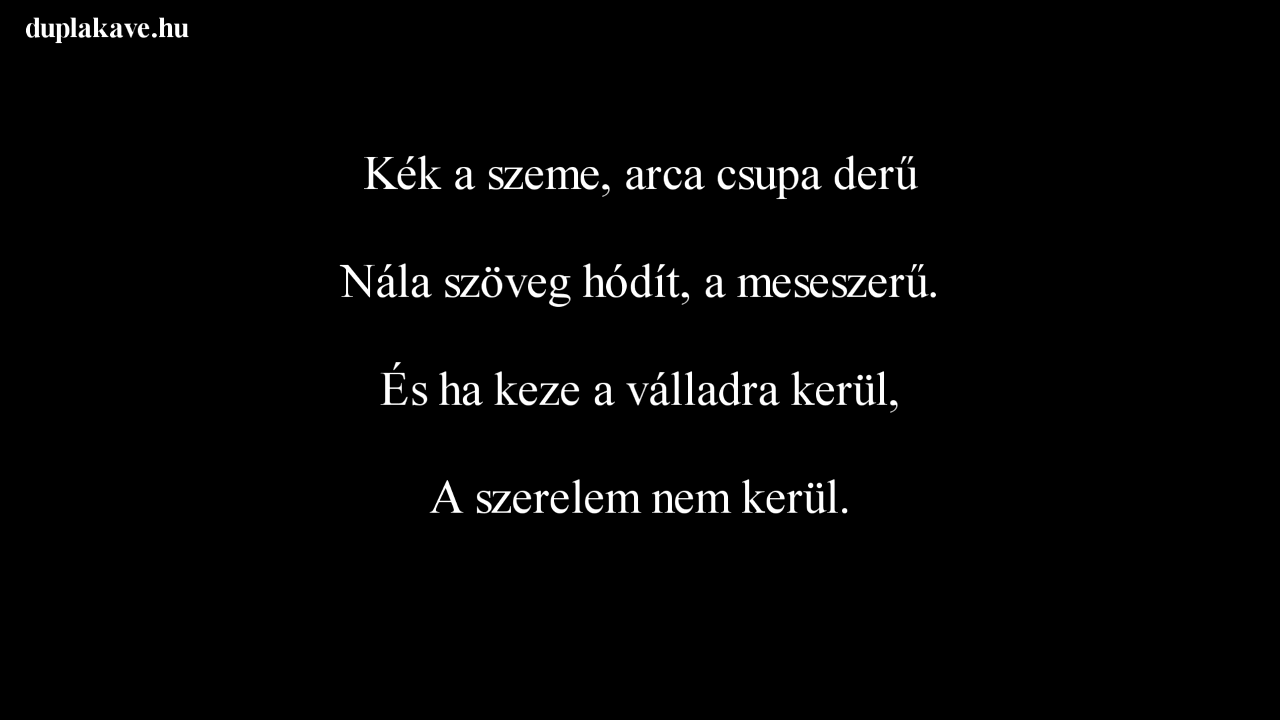 duplakave.hu
Kék a szeme, arca csupa derű
Nála szöveg hódít, a meseszerű.
És ha keze a válladra kerül,
A szerelem nem kerül.